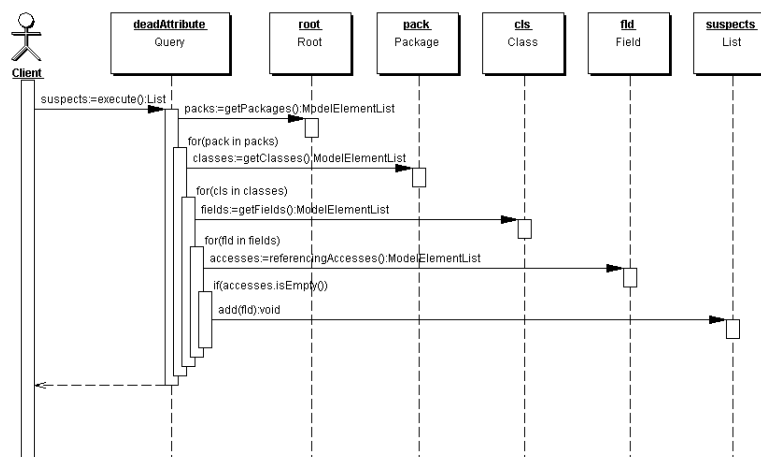 deadAttribute
Query
root
Root
pack
Package
cls
Class
fld
Field
suspects
List
Client
suspects:=execute():List
packs:=getPackages():ModelElementList
for(pack in packs)
classes:=getClasses():ModelElementList
for(cls in classes)
fields:=getFields():ModelElementList
for(fld in fields)
accesses:=referencingAccesses():ModelElementList
if(accesses.isEmpty())
add(fld):void